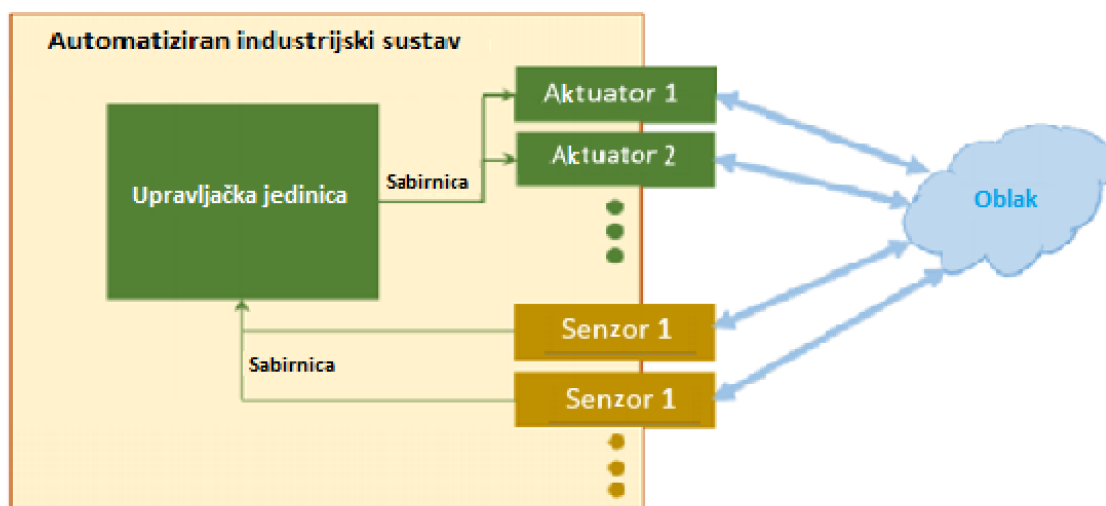 Automatiziran industrijski sustav
Aktuator 1
Aktuator 2
Sabirnica
Upravljačka jedinica
Oblak
Senzor 1
Sabirnica
Senzor 1